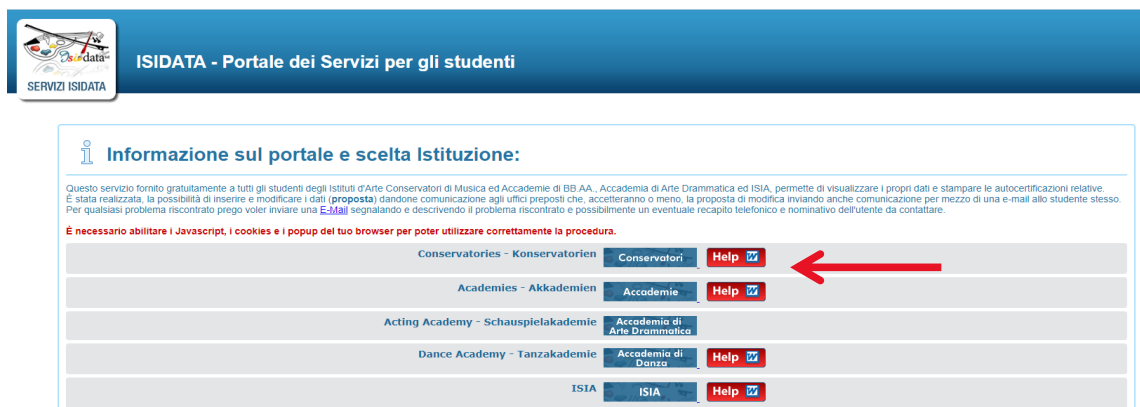 Isidata
SERVIZI ISIDATA
ISIDATA - Portale dei Servizi per gli studenti
Informazione sul portale e scelta Istituzione:
Questo servizio fornito gratuitamente a tutti gli studenti degli Istituti d'Arte Conservatori di Musica ed Accademie di BB.AA., Accademia di Arte Drammatica ed ISIA, permette di visualizzare i propri dati e stampare le autocertificazioni relative.
È stata realizzata, la possibilità di inserire e modificare i dati (proposta) dandone comunicazione agli uffici preposti che, accetteranno o meno, la proposta di modifica inviando anche comunicazione per mezzo di una e-mail allo studente stesso.
Per qualsiasi problema riscontrato prego voler inviare una E-Mail segnalando e descrivendo il problema riscontrato e possibilmente un eventuale recapito telefonico e nominativo dell'utente da contattare.
È necessario abilitare i Javascript, i cookies e i popup del tuo browser per poter utilizzare correttamente la procedura.
Conservatories - Konservatorien Conservatori Help W
Academies - Akkademien Accademie Help W
Acting Academy - Schauspielakademie Accademia di
Arte Drammatica
Dance Academy - Tanzakademie Accademia di
Danza Help W
ISIA ISIA Help W